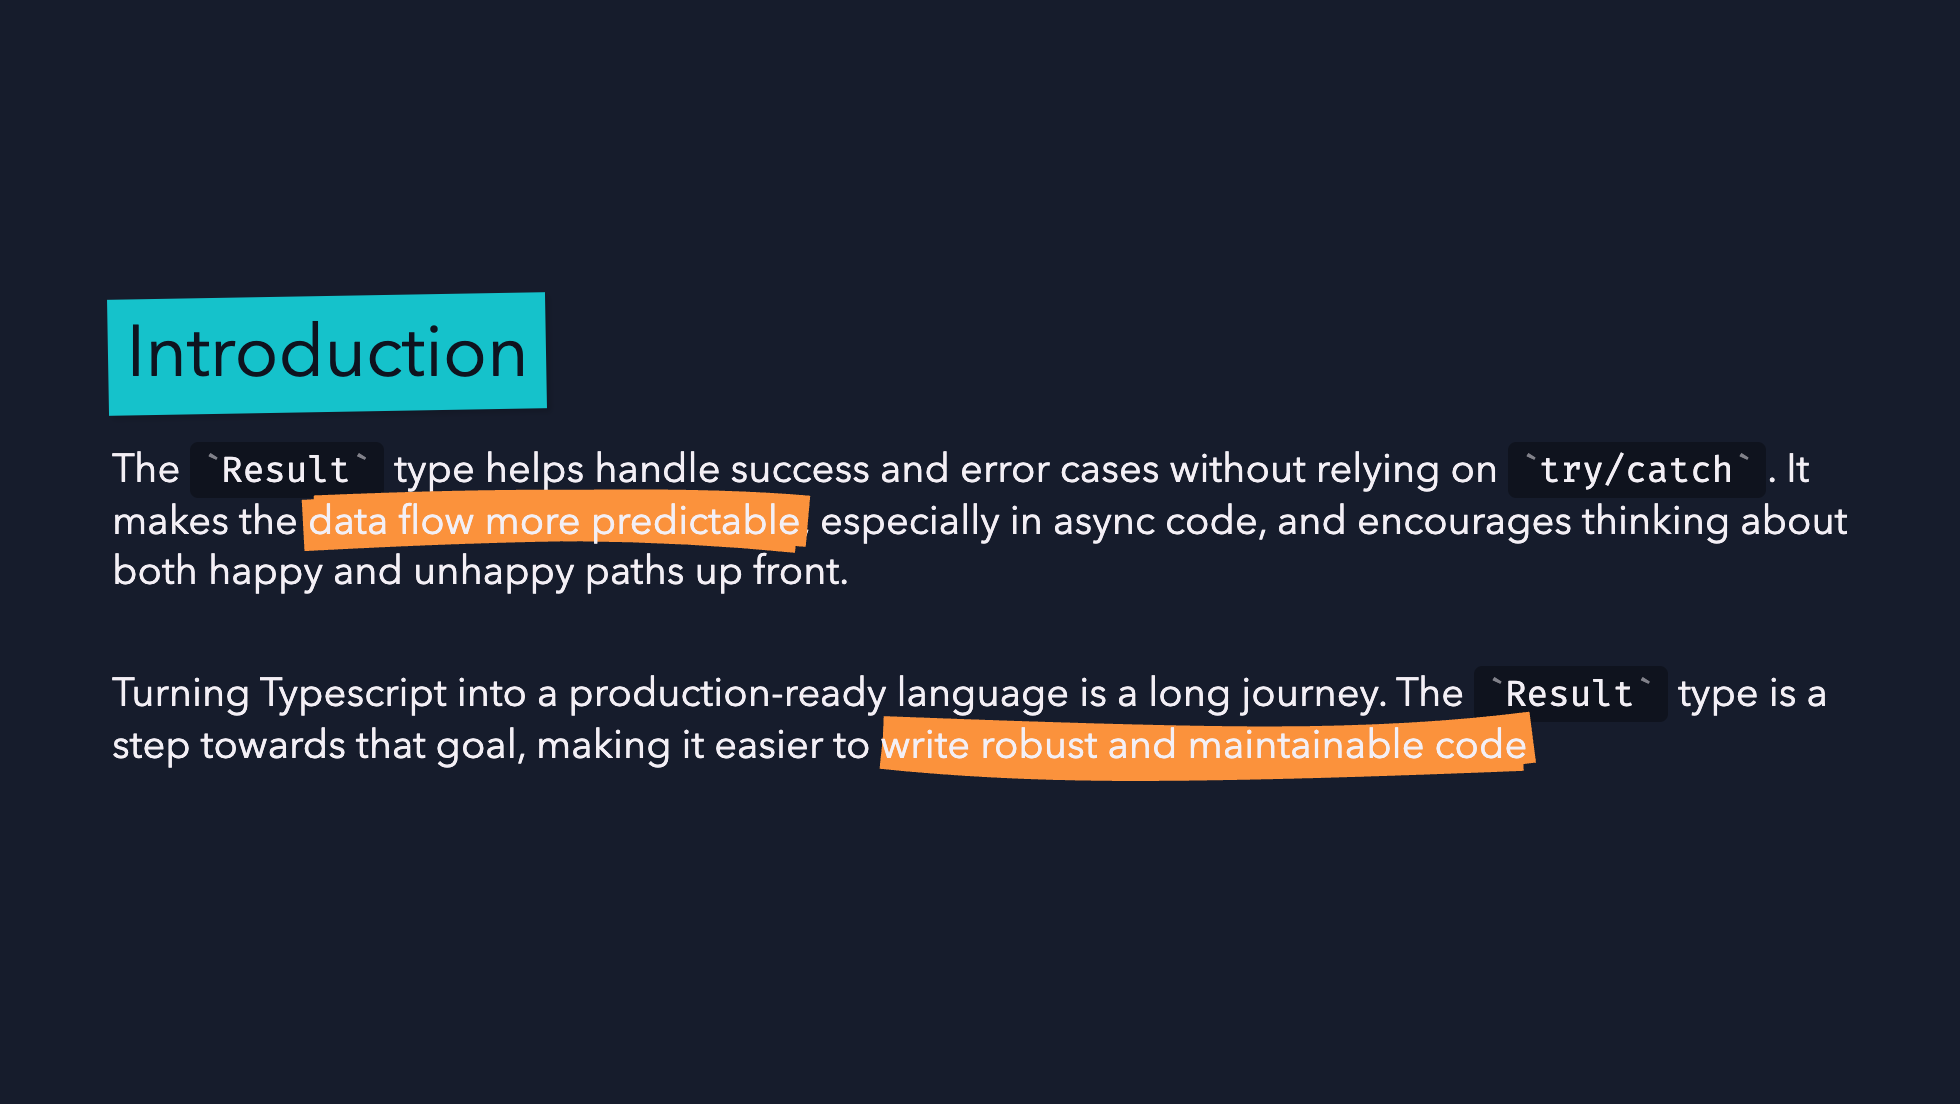 Introduction
The `Result` type helps handle success and error cases without relying on `try/catch`. It
makes the data flow more predictable, especially in async code, and encourages thinking about
both happy and unhappy paths up front.
Turning Typescript into a production-ready language is a long journey. The `Result` type is a
step towards that goal, making it easier to write robust and maintainable code